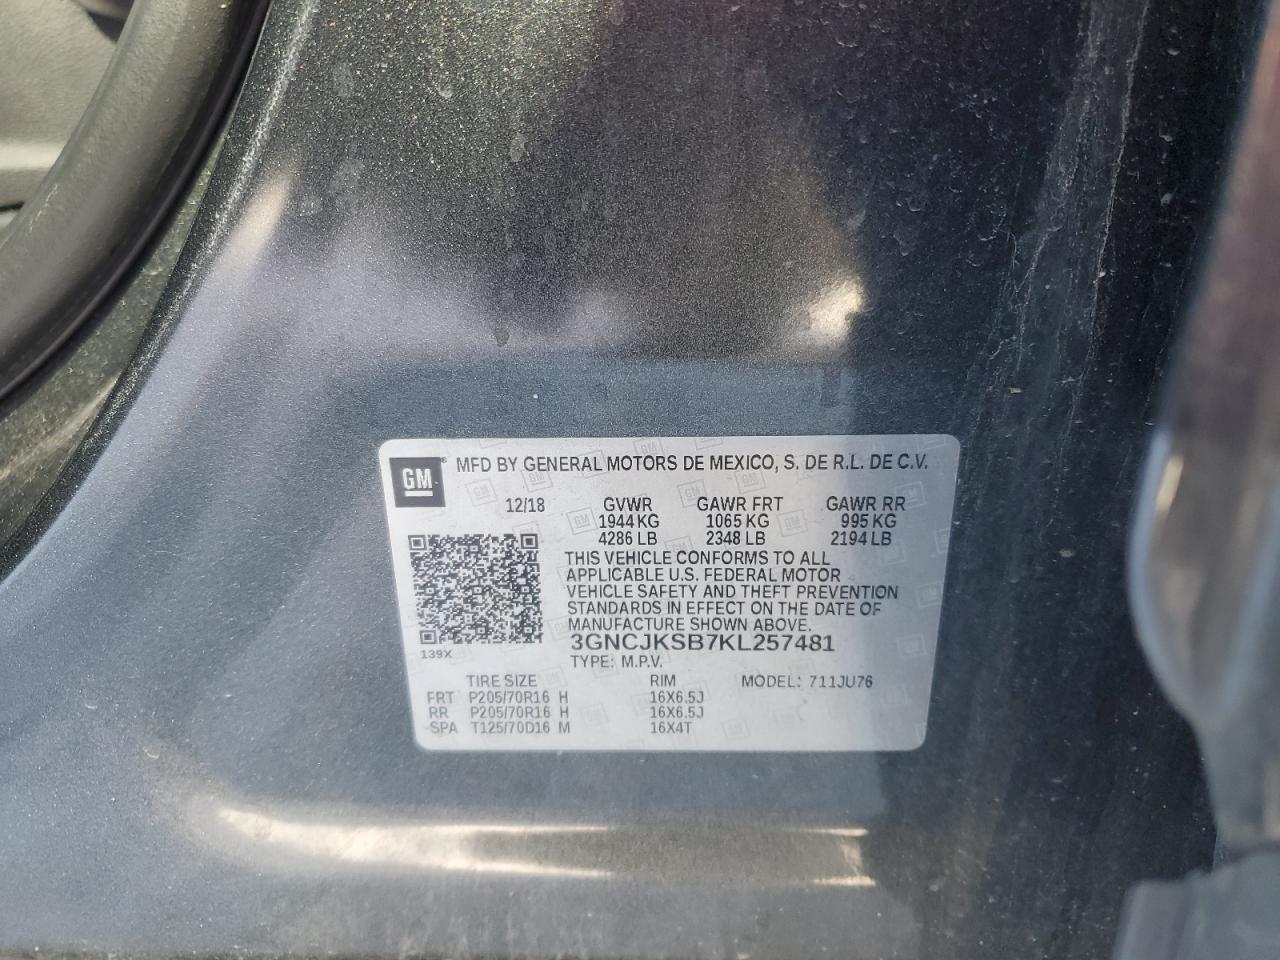 GM ® MFD BY GENERAL MOTORS DE MEXICO, S. DE R.L. DE C.V.
12/18 GVWR GAWR FRT GAWR RR
1944 KG 1065 KG 995 KG
4286 LB 2348 LB 2194 LB
THIS VEHICLE CONFORMS TO ALL
APPLICABLE U.S. FEDERAL MOTOR
VEHICLE SAFETY AND THEFT PREVENTION
STANDARDS IN EFFECT ON THE DATE OF
MANUFACTURE SHOWN ABOVE.
3GNCJKSB7KL257481
139X
TYPE: M.P.V.
TIRE SIZE RIM MODEL: 711JU76
FRT P205/70R16 H 16X6.5J
RR P205/70R16 H 16X6.5J
SPA T125/70D16 M 16X4T